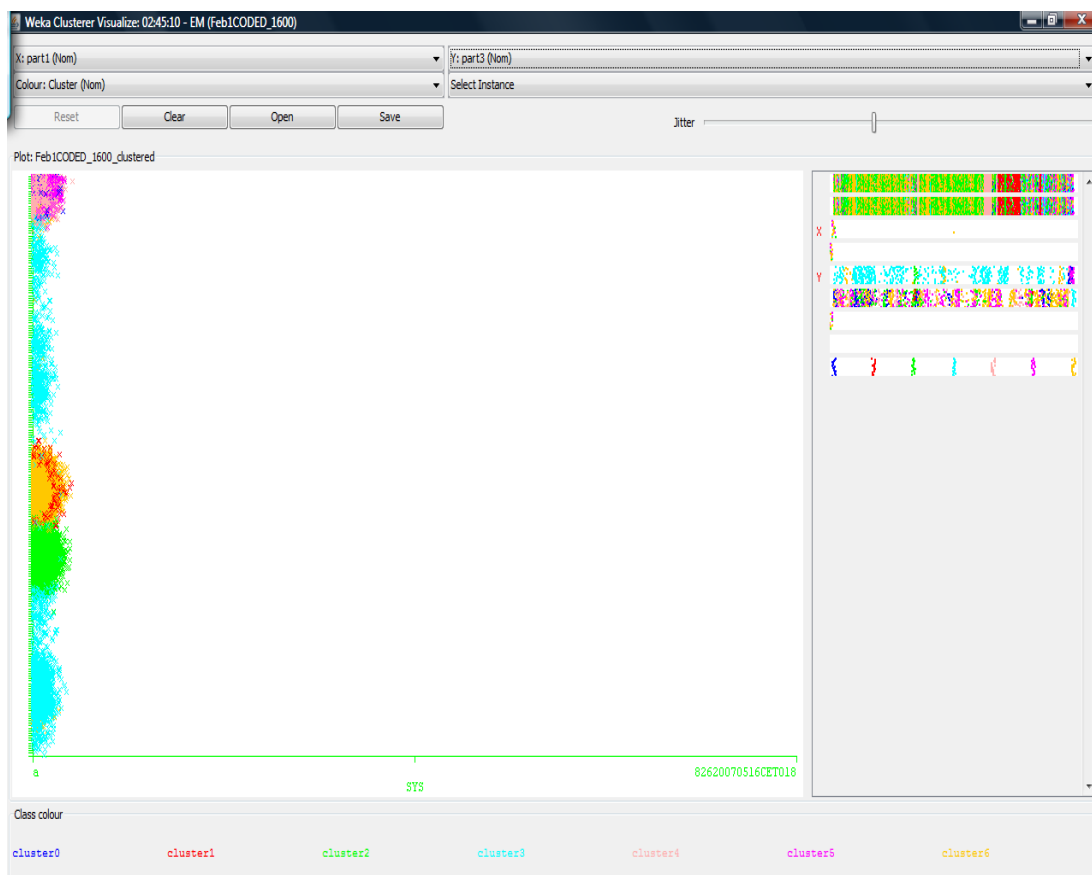 Weka Clusterer Visualize: 02:45:10 - EM (Feb1CODED_1600)
X: part1 (Nom) Y: part3 (Nom)
Colour: Cluster (Nom) Select Instance
Reset Clear Open Save Jitter
Plot: Feb1CODED_1600_clustered
X
Y
a SYS 82620070516CET018
Class colour
cluster0 cluster1 cluster2 cluster3 cluster4 cluster5 cluster6